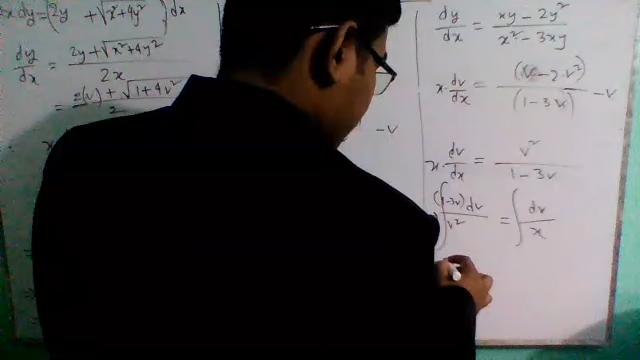 x dy = (2y + √x²+4y²) dx
dy/dx = 2y + √x²+4y² / 2x
= 2(v) + √1+4v² / 2
- v
dy/dx = xy - 2y² / x² - 3xy
x. dv/dx = (v - 2v²) / (1 - 3v) - v
x. dv/dx = v² / 1 - 3v
∫ (1-3v) dv / v² = ∫ dv / x